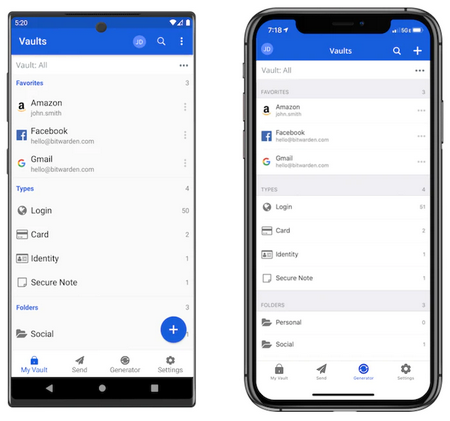 5:20
Vaults
JD
Vault: All
Favorites 3
Amazon
john.smith
Facebook
hello@bitwarden.com
Gmail
hello@bitwarden.com
Types 4
Login 50
Card 2
Identity 1
Secure Note 1
Folders 3
Social 1
My Vault Send Generator Settings
7:18
5G
JD
Vaults
Vault: All
FAVORITES 3
Amazon
john.smith
Facebook
hello@bitwarden.com
Gmail
hello@bitwarden.com
TYPES 4
Login
Card 2
Identity 1
Secure Note 1
FOLDERS 3
Personal 0
Social 1
My Vault Send Generator Settings